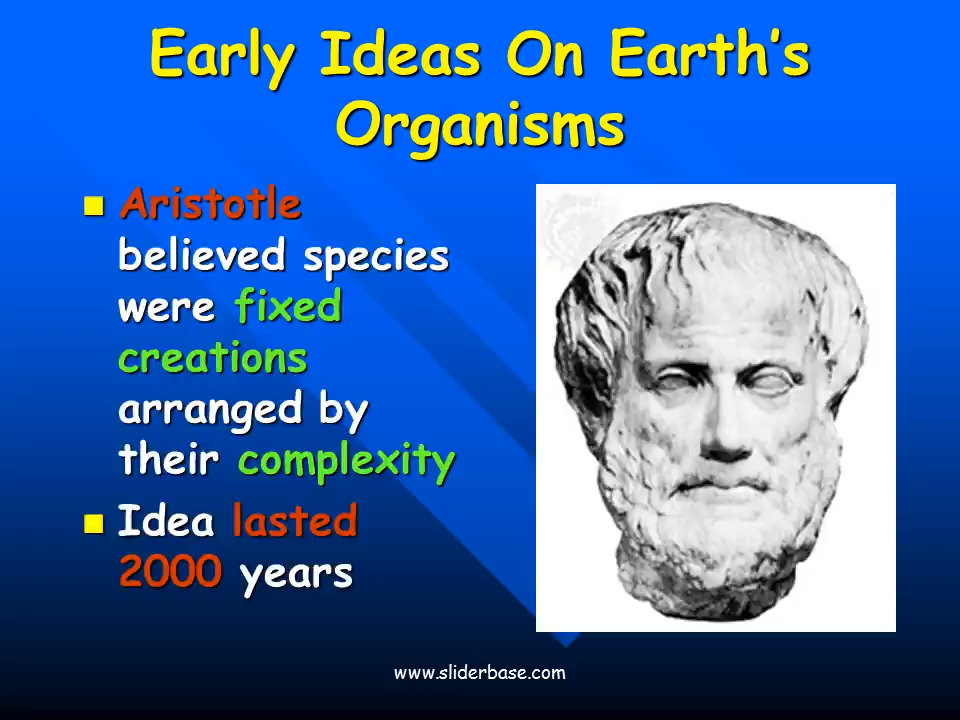 Early Ideas On Earth’s
Organisms
Aristotle
believed species
were fixed
creations
arranged by
their complexity
Idea lasted
2000 years
www.sliderbase.com